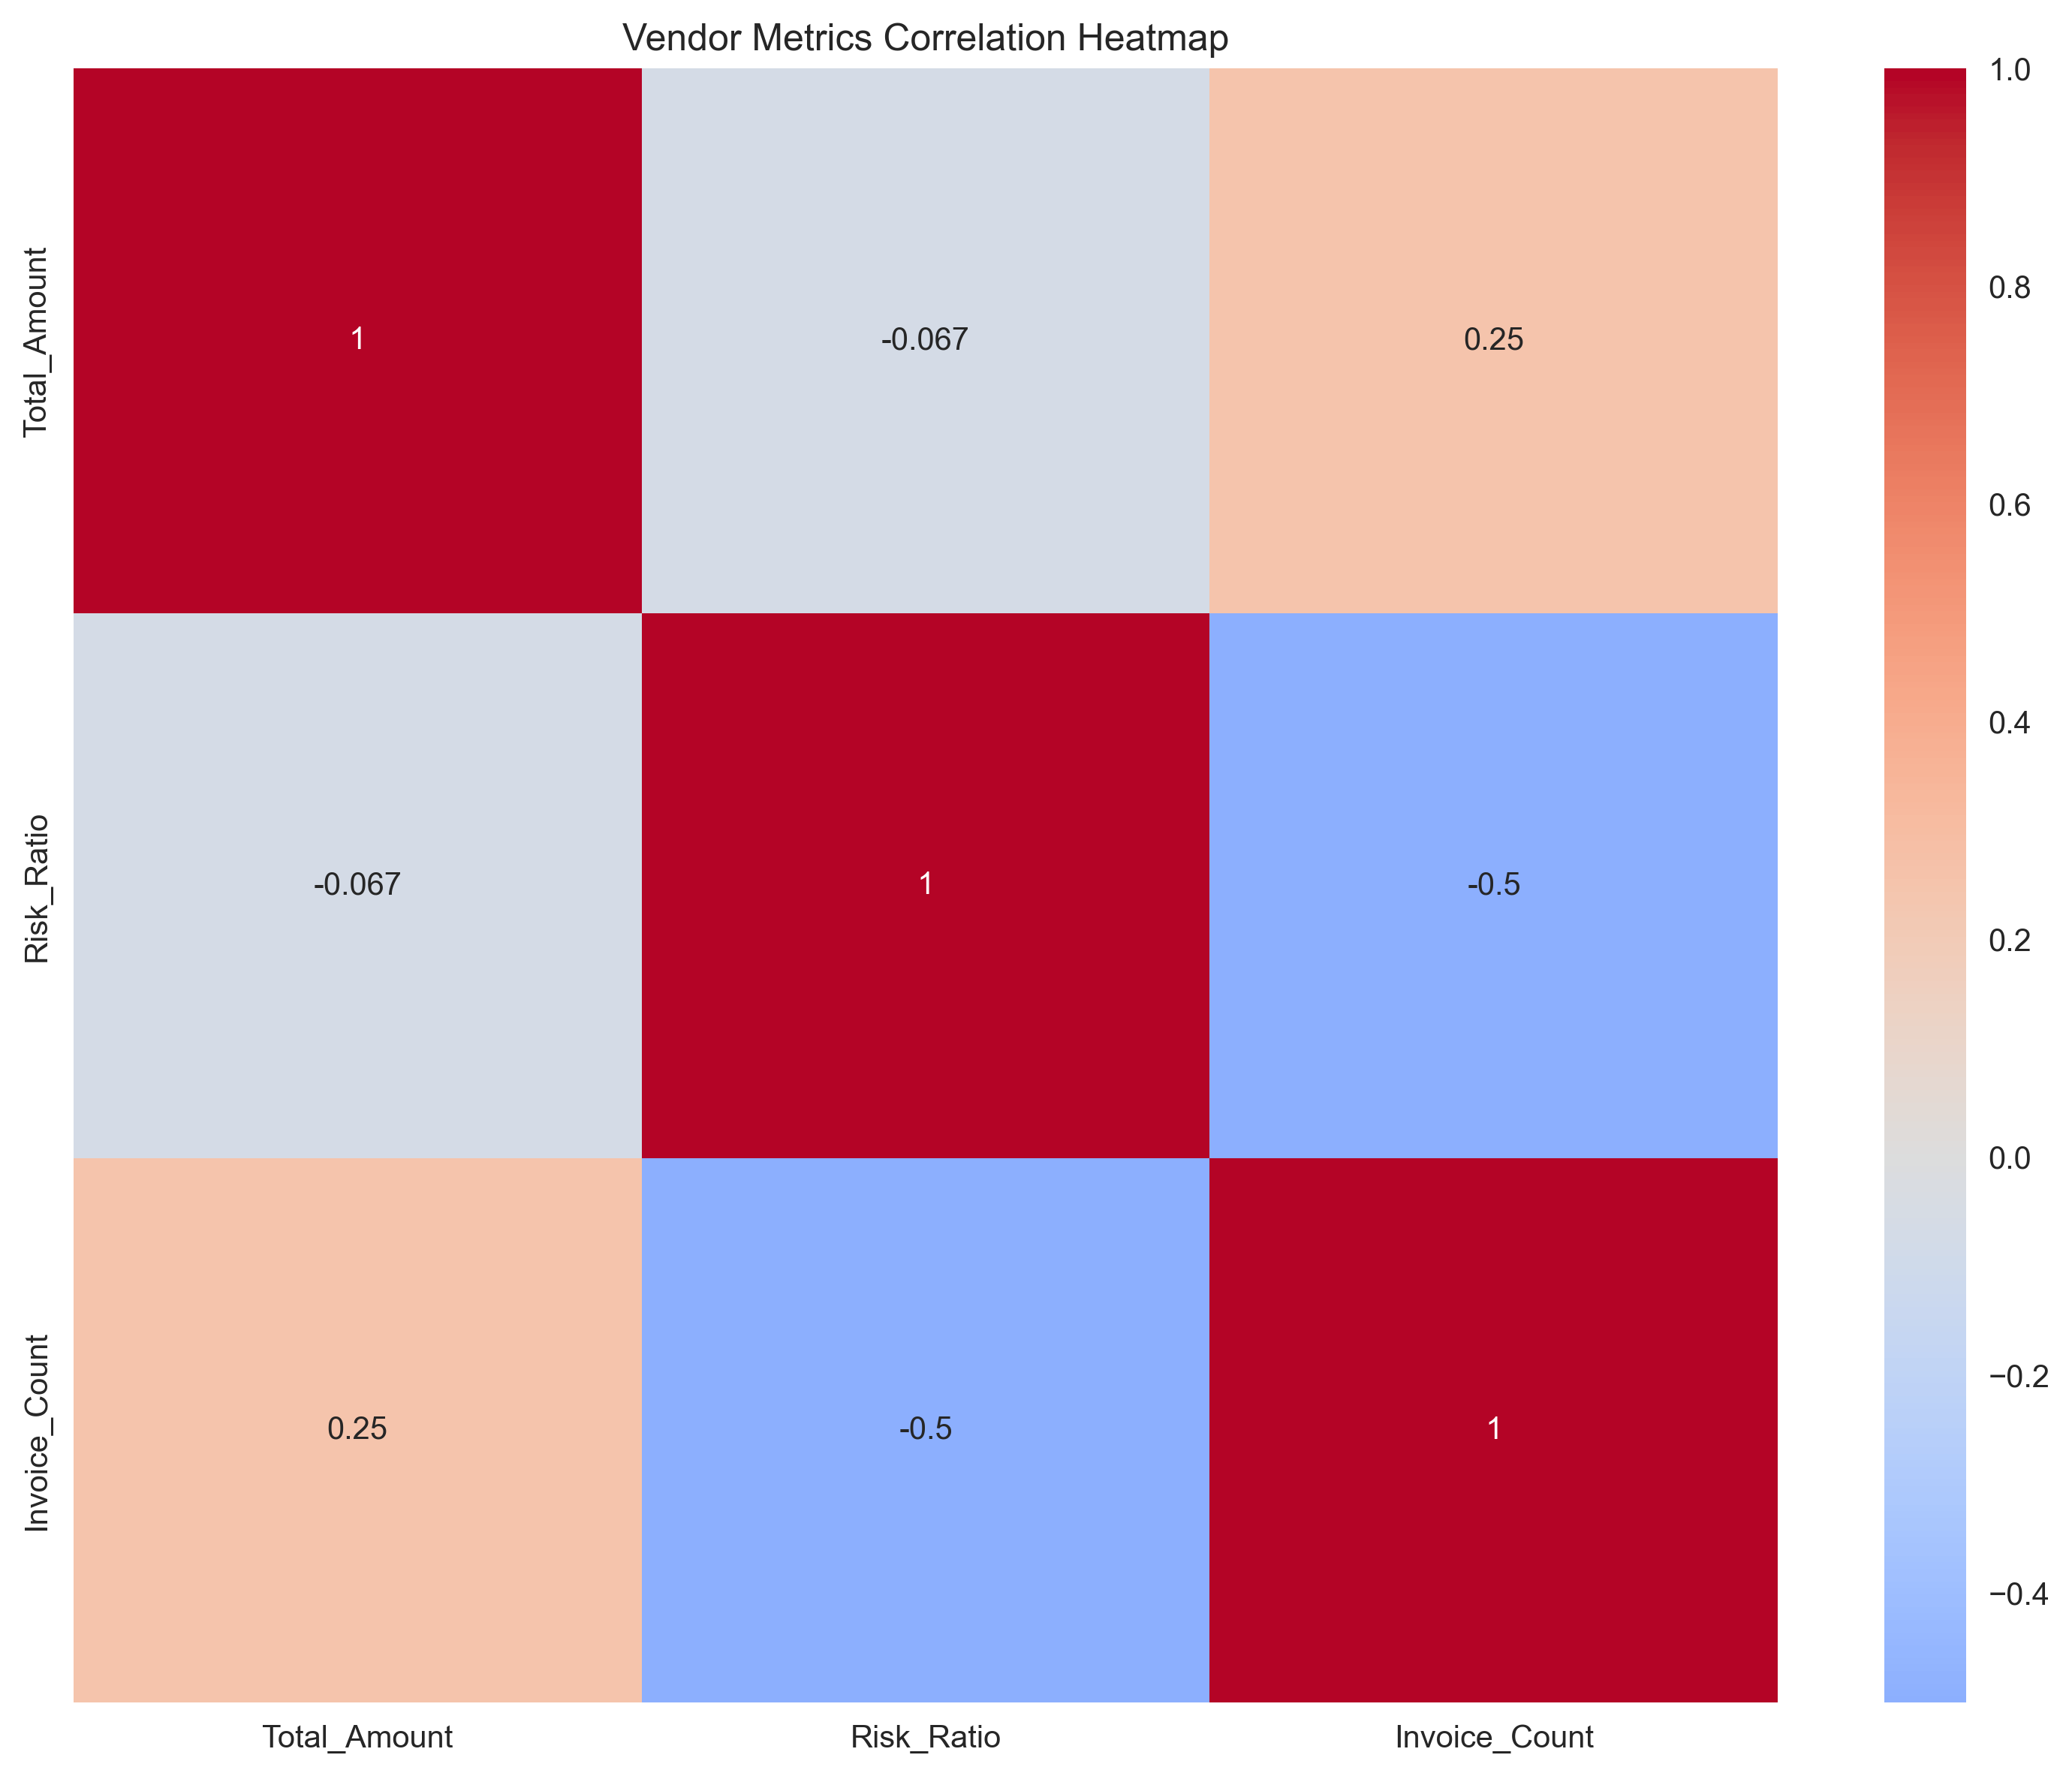 Vendor Metrics Correlation Heatmap
Total_Amount
1
-0.067
0.25
Risk_Ratio
-0.067
1
-0.5
Invoice_Count
0.25
-0.5
1
Total_Amount
Risk_Ratio
Invoice_Count
1.0
0.8
0.6
0.4
0.2
0.0
−0.2
−0.4